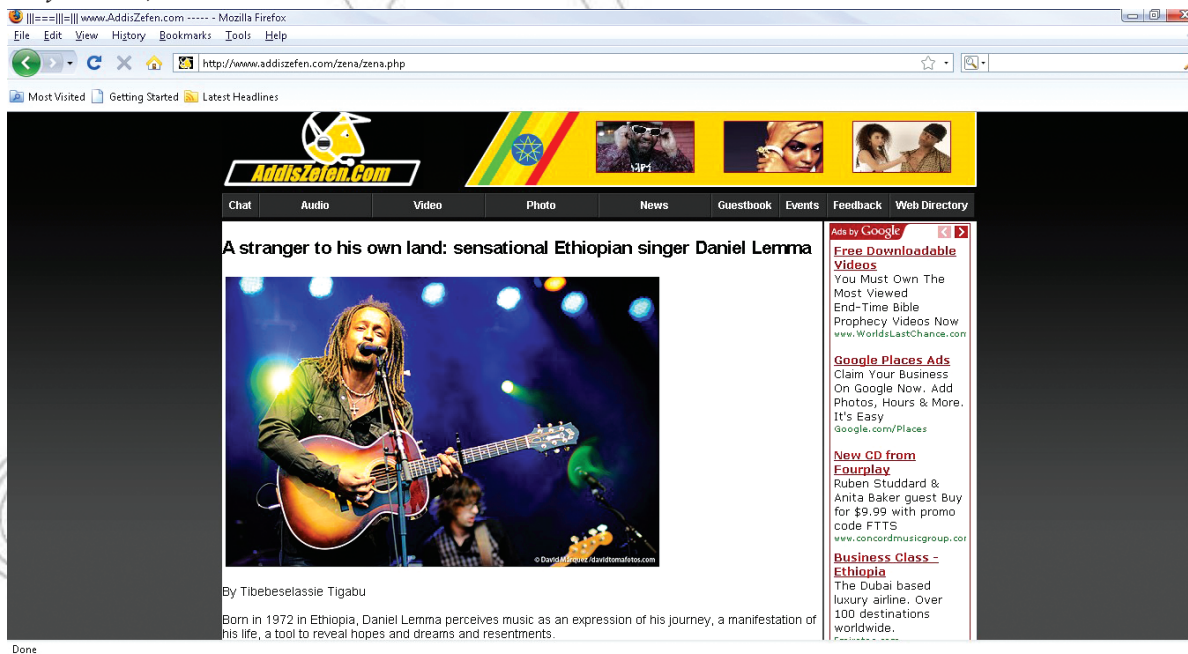 |||===|||=||| www.AddisZefen.com ----- - Mozilla Firefox
File Edit View History Bookmarks Tools Help
http://www.addiszefen.com/zena/zena.php
Most Visited Getting Started Latest Headlines
AddisZefen.Com
Chat Audio Video Photo News Guestbook Events Feedback Web Directory
A stranger to his own land: sensational Ethiopian singer Daniel Lemma
© David Márquez /davidtomafotos.com
By Tibebeselassie Tigabu
Born in 1972 in Ethiopia, Daniel Lemma perceives music as an expression of his journey, a manifestation of
his life, a tool to reveal hopes and dreams and resentments.
Ads by Google
Free Downloadable
Videos
You Must Own The
Most Viewed
End-Time Bible
Prophecy Videos Now
www.WorldsLastChance.com
Google Places Ads
Claim Your Business
On Google Now. Add
Photos, Hours & More.
It's Easy
Google.com/Places
New CD from
Fourplay
Ruben Studdard &
Anita Baker guest Buy
for $9.99 with promo
code FTTS
www.concordmusicgroup.cor
Business Class -
Ethiopia
The Dubai based
luxury airline. Over
100 destinations
worldwide.
Done